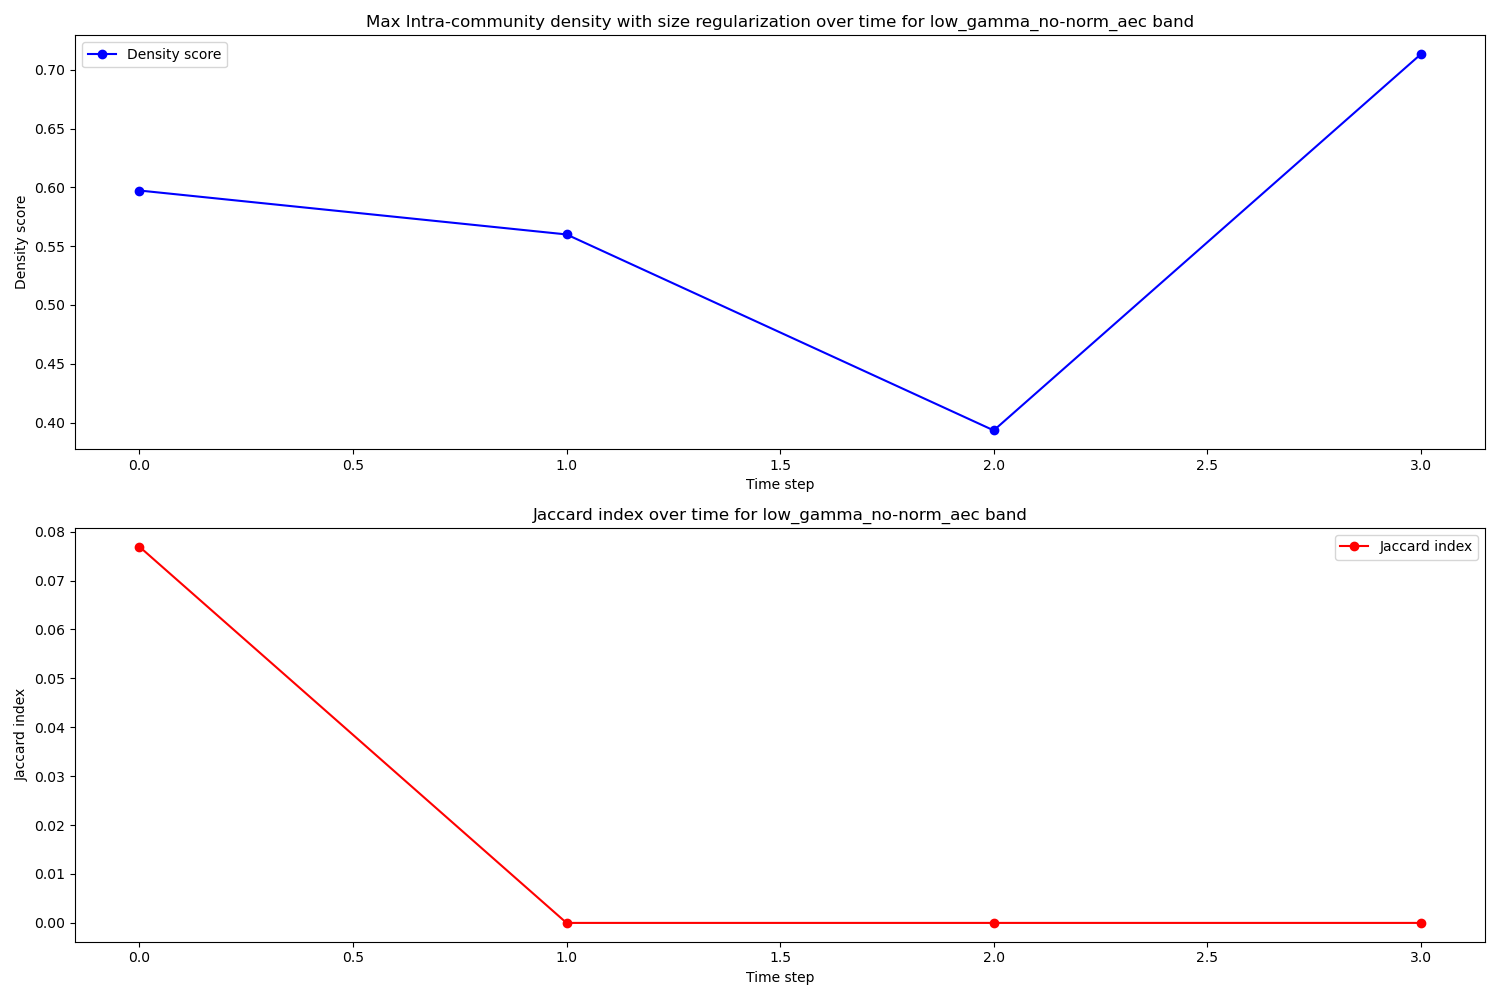 Max Intra-community density with size regularization over time for low_gamma_no-norm_aec band
Density score
0.70
0.65
0.60
0.55
0.50
0.45
0.40
Density score
0.0 0.5 1.0 1.5 2.0 2.5 3.0
Time step
Jaccard index over time for low_gamma_no-norm_aec band
Jaccard index
0.08
0.07
0.06
0.05
0.04
0.03
0.02
0.01
0.00
Jaccard index
0.0 0.5 1.0 1.5 2.0 2.5 3.0
Time step